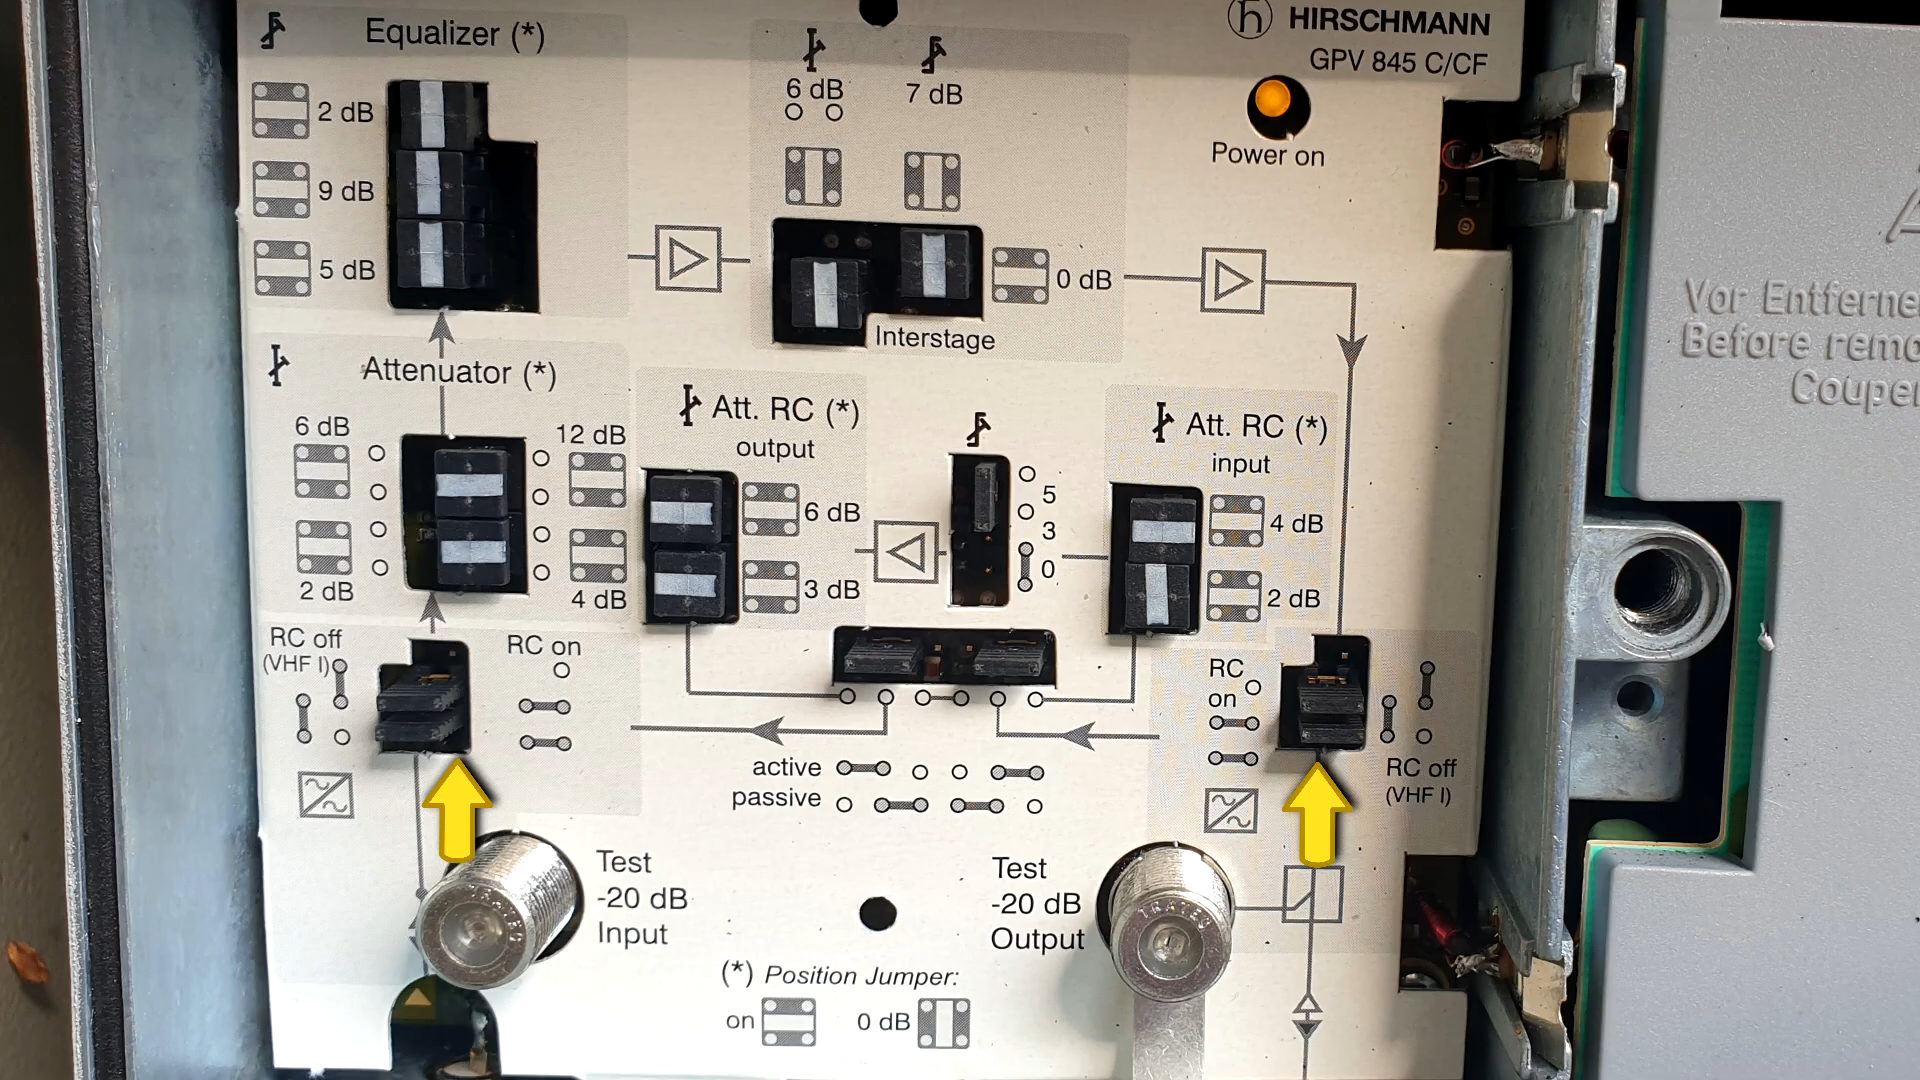 Equalizer (*)
2 dB
9 dB
5 dB
6 dB
7 dB
0 dB
Interstage
HIRSCHMANN
GPV 845 C/CF
Power on
Vor Entferne
Before remo
Couper
Attenuator (*)
6 dB
2 dB
12 dB
4 dB
Att. RC (*)
output
6 dB
3 dB
5
3
0
Att. RC (*)
input
4 dB
2 dB
RC off
(VHF I)
RC on
RC
on
RC off
(VHF I)
active
passive
Test
-20 dB
Input
Test
-20 dB
Output
(*) Position Jumper:
on
0 dB